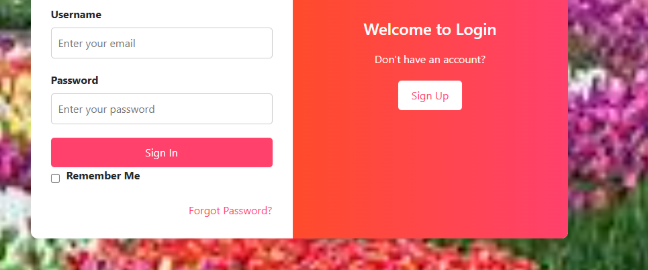 Username
Enter your email
Password
Enter your password
Sign In
Remember Me
Forgot Password?
Welcome to Login
Don't have an account?
Sign Up